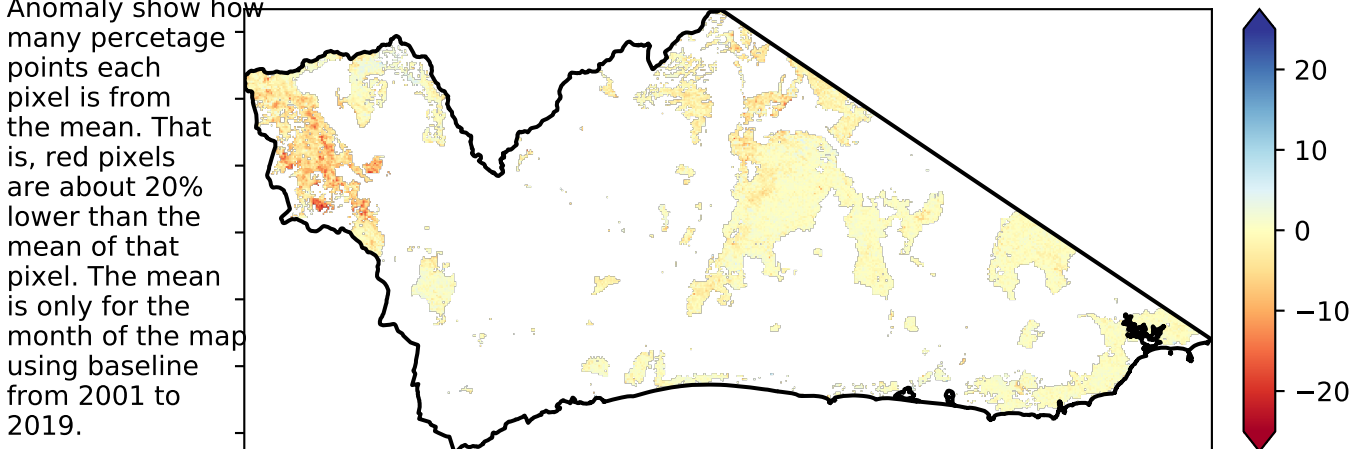 Anomaly show how
many percetage
points each
pixel is from
the mean. That
is, red pixels
are about 20%
lower than the
mean of that
pixel. The mean
is only for the
month of the map
using baseline
from 2001 to
2019.
20
10
0
−10
−20